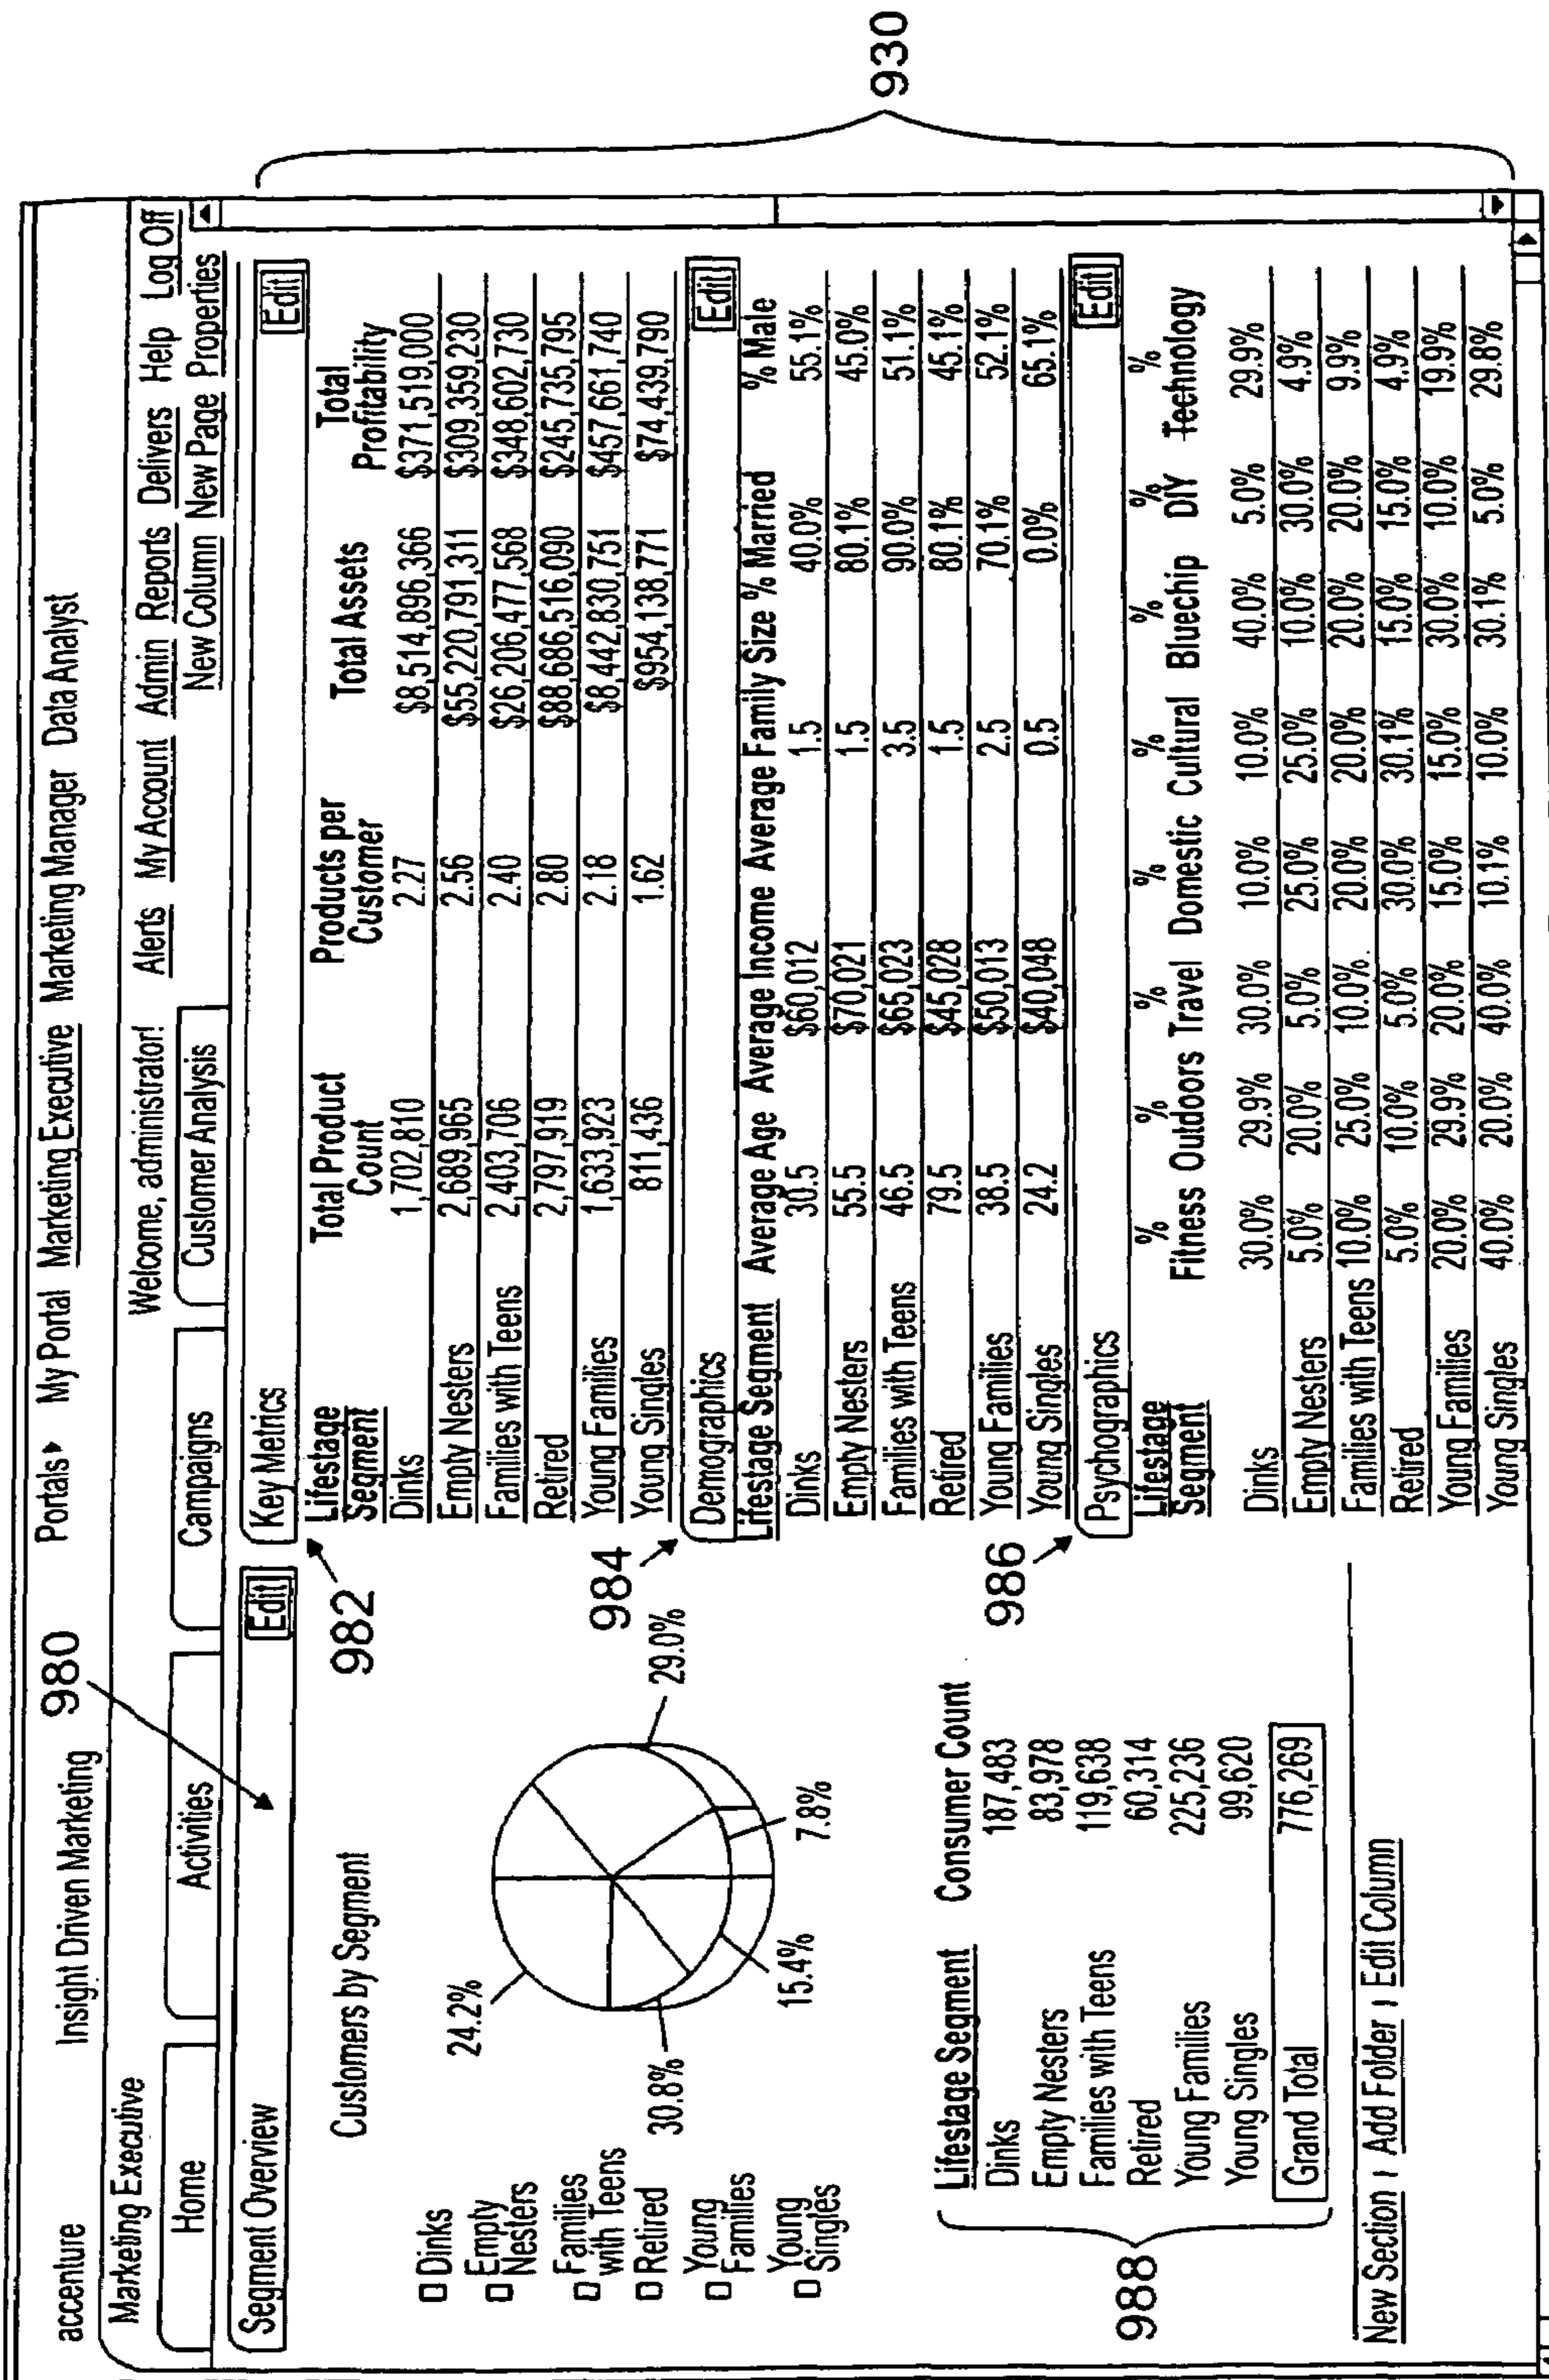 accenture Insight Driven Marketing Portals My Portal Marketing Executive Marketing Manager Data Analyst
Marketing Executive Welcome, administrator! Alerts My Account Admin Reports Delivers Help Log Off
Home Activities Campaigns Customer Analysis New Column New Page Properties
980
Segment Overview Edit
Customers by Segment
Dinks
Empty Nesters
Families with Teens
Retired
Young Families
Young Singles
24.2%
30.8%
29.0%
15.4%
7.8%
988
Lifestage Segment Consumer Count
Dinks 187,483
Empty Nesters 83,978
Families with Teens 119,638
Retired 60,314
Young Families 225,236
Young Singles 99,620
Grand Total 776,269
New Section | Add Folder | Edit Column
982
Key Metrics Edit
Lifestage Segment Total Product Count Products per Customer Total Assets Total Profitability
Dinks 1,702,810 2.27 $8,514,896,366 $371,519,000
Empty Nesters 2,689,965 2.56 $55,220,791,311 $309,359,230
Families with Teens 2,403,706 2.40 $26,206,477,568 $348,602,730
Retired 2,797,919 2.80 $88,686,516,090 $245,735,795
Young Families 1,633,923 2.18 $8,442,830,751 $457,661,740
Young Singles 811,436 1.62 $954,138,771 $74,439,790
984
Demographics Edit
Lifestage Segment Average Age Average Income Average Family Size % Married % Male
Dinks 30.5 $60,012 1.5 40.0% 55.1%
Empty Nesters 55.5 $70,021 1.5 80.1% 45.0%
Families with Teens 46.5 $65,023 3.5 90.0% 51.1%
Retired 79.5 $45,028 1.5 80.1% 45.1%
Young Families 38.5 $50,013 2.5 70.1% 52.1%
Young Singles 24.2 $40,048 0.5 0.0% 65.1%
986
Psychographics Edit
Lifestage Segment % Fitness % Outdoors % Travel % Domestic % Cultural % Bluechip % DIY % Technology
Dinks 30.0% 29.9% 30.0% 10.0% 10.0% 40.0% 5.0% 29.9%
Empty Nesters 5.0% 20.0% 5.0% 25.0% 25.0% 10.0% 30.0% 4.9%
Families with Teens 10.0% 25.0% 10.0% 20.0% 20.0% 20.0% 20.0% 9.9%
Retired 5.0% 10.0% 5.0% 30.0% 30.1% 15.0% 15.0% 4.9%
Young Families 20.0% 29.9% 20.0% 15.0% 15.0% 30.0% 10.0% 19.9%
Young Singles 40.0% 20.0% 40.0% 10.1% 10.0% 30.1% 5.0% 29.8%
930